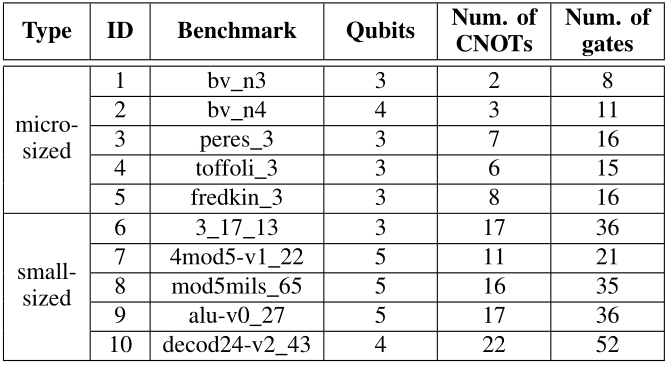 Type ID Benchmark Qubits Num. of CNOTs Num. of gates
micro-sized
1 bv_n3 3 2 8
2 bv_n4 4 3 11
3 peres_3 3 7 16
4 toffoli_3 3 6 15
5 fredkin_3 3 8 16
small-sized
6 3_17_13 3 17 36
7 4mod5-v1_22 5 11 21
8 mod5mils_65 5 16 35
9 alu-v0_27 5 17 36
10 decod24-v2_43 4 22 52